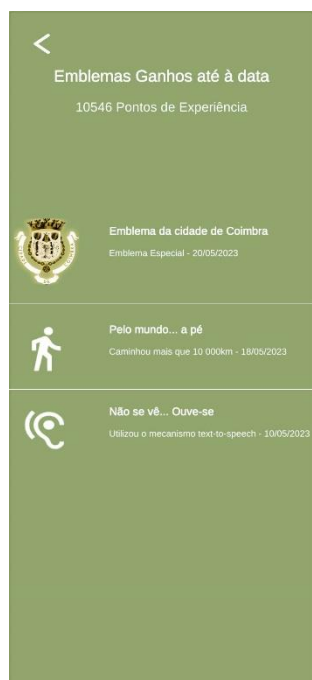 Emblemas Ganhos até à data
10546 Pontos de Experiência
Emblema da cidade de Coimbra
Emblema Especial - 20/05/2023
Pelo mundo... a pé
Caminhou mais que 10 000km - 18/05/2023
Não se vê... Ouve-se
Utilizou o mecanismo text-to-speech - 10/05/2023